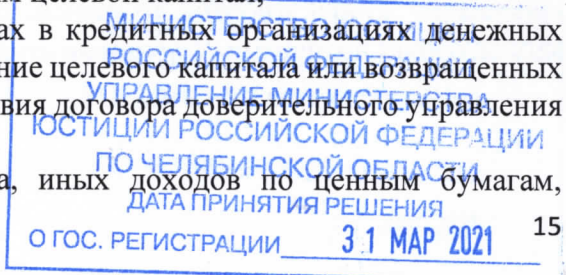 м целевой капитал,
ах в кредитных организациях денежных
ние целевого капитала или возвращенных
вия договора доверительного управления
а, иных доходов по ценным бумагам,
МИНИСТЕРСТВО ЮСТИЦИИ
РОССИЙСКОЙ ФЕДЕРАЦИИ
УПРАВЛЕНИЕ МИНИСТЕРСТВА
ЮСТИЦИИ РОССИЙСКОЙ ФЕДЕРАЦИИ
ПО ЧЕЛЯБИНСКОЙ ОБЛАСТИ
ДАТА ПРИНЯТИЯ РЕШЕНИЯ
О ГОС. РЕГИСТРАЦИИ 31 МАР 2021
15